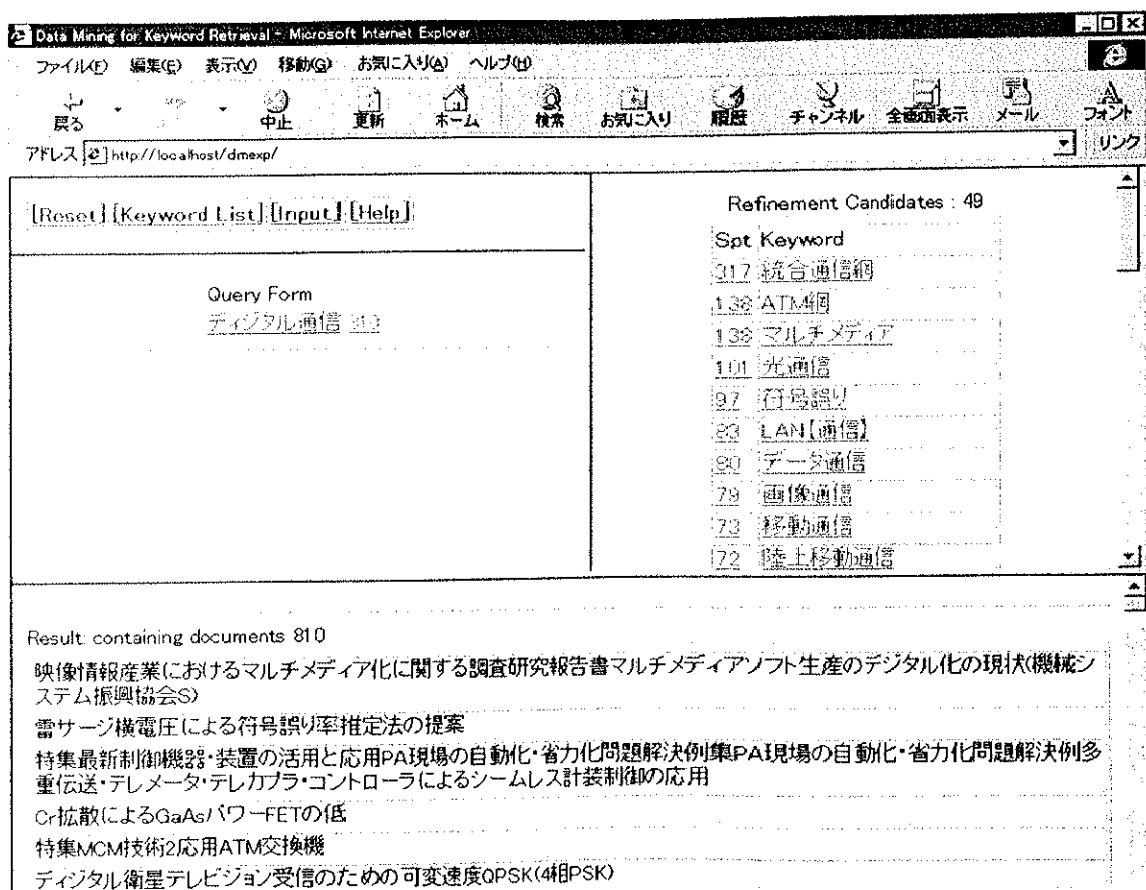 Data Mining for Keyword Retrieval - Microsoft Internet Explorer
ファイル(F) 編集(E) 表示(V) 移動(G) お気に入り(A) ヘルプ(H)
戻る 中止 更新 ホーム 検索 お気に入り 履歴 チャンネル 全画面表示 メール フォント
アドレス http://localhost/dmexp/ リンク
[Reset] [Keyword List] [Input] [Help]
Query Form
ディジタル通信
Refinement Candidates : 49
Spt Keyword
317 統合通信網
138 ATM網
138 マルチメディア
101 光通信
97 符号誤り
83 LAN【通信】
80 データ通信
79 画像通信
73 移動通信
72 陸上移動通信
Result: containing documents 810
映像情報産業におけるマルチメディア化に関する調査研究報告書マルチメディアソフト生産のデジタル化の現状(機械シ
ステム振興協会S)
雷サージ横電圧による符号誤り率推定法の提案
特集最新制御機器・装置の活用と応用PA現場の自動化・省力化問題解決例集PA現場の自動化・省力化問題解決例多
重伝送・テレメータ・テレカプラ・コントローラによるシームレス計装制御の応用
Cr拡散によるGaAsパワーFETの低
特集MCM技術2応用ATM交換機
ディジタル衛星テレビジョン受信のための可変速度QPSK(4相PSK)